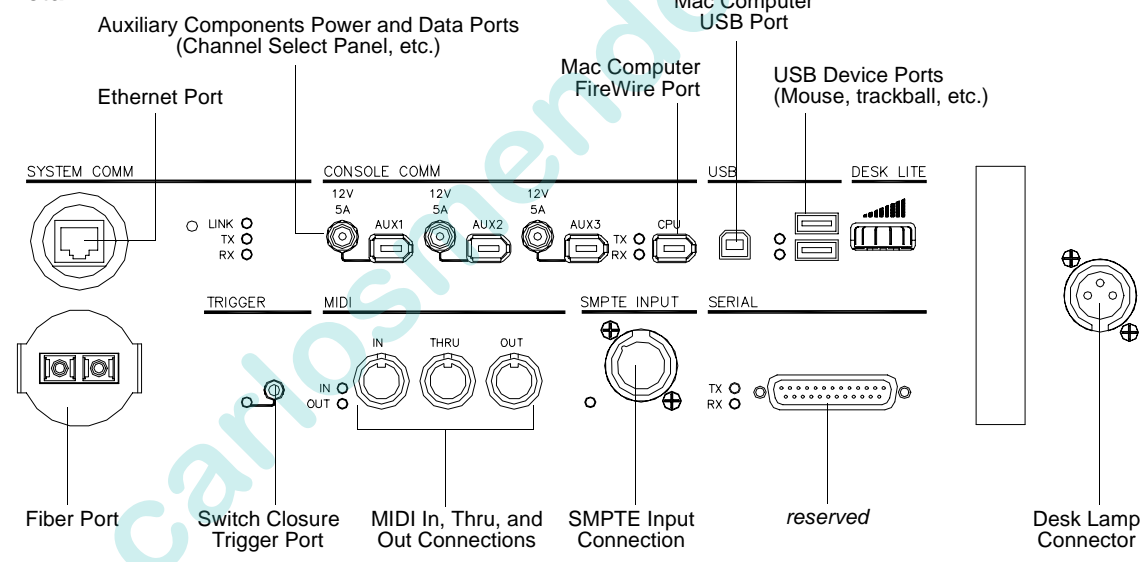 Mac Computer
USB Port
Auxiliary Components Power and Data Ports
(Channel Select Panel, etc.)
Mac Computer
FireWire Port
USB Device Ports
(Mouse, trackball, etc.)
Ethernet Port
SYSTEM COMM
CONSOLE COMM
USB
DESK LITE
12V
5A
12V
5A
12V
5A
LINK
TX
RX
AUX1
AUX2
AUX3
TX
RX
CPU
TRIGGER
MIDI
SMPTE INPUT
SERIAL
IN
THRU
OUT
IN
OUT
TX
RX
Fiber Port
Switch Closure
Trigger Port
MIDI In, Thru, and
Out Connections
SMPTE Input
Connection
reserved
Desk Lamp
Connector
carlosmendo